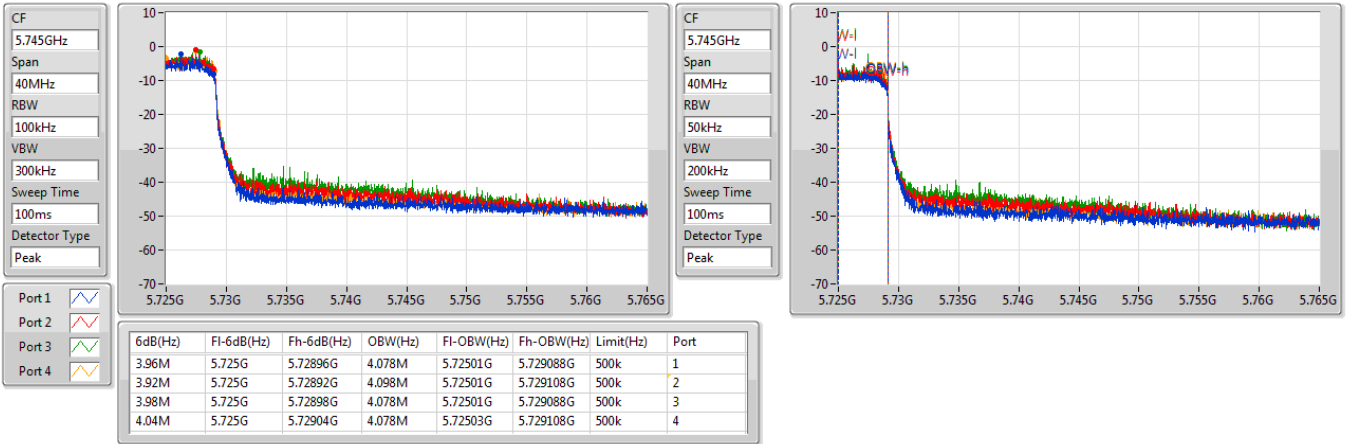 CF
5.745GHz
Span
40MHz
RBW
100kHz
VBW
300kHz
Sweep Time
100ms
Detector Type
Peak
10
0
-10
-20
-30
-40
-50
-60
-70
5.725G 5.73G 5.735G 5.74G 5.745G 5.75G 5.755G 5.76G 5.765G
CF
5.745GHz
Span
40MHz
RBW
50kHz
VBW
200kHz
Sweep Time
100ms
Detector Type
Peak
10
0
-10
-20
-30
-40
-50
-60
-70
OBW-h
5.725G 5.73G 5.735G 5.74G 5.745G 5.75G 5.755G 5.76G 5.765G
Port 1
Port 2
Port 3
Port 4
6dB(Hz) Fl-6dB(Hz) Fh-6dB(Hz) OBW(Hz) Fl-OBW(Hz) Fh-OBW(Hz) Limit(Hz) Port
3.96M 5.725G 5.72896G 4.078M 5.72501G 5.729088G 500k 1
3.92M 5.725G 5.72892G 4.098M 5.72501G 5.729108G 500k 2
3.98M 5.725G 5.72898G 4.078M 5.72501G 5.729088G 500k 3
4.04M 5.725G 5.72904G 4.078M 5.72503G 5.729108G 500k 4